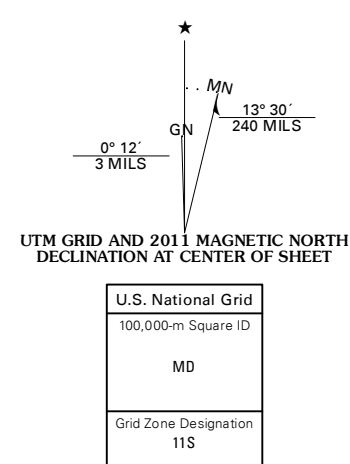 ★
MN
13° 30´
240 MILS
GN
0° 12´
3 MILS
UTM GRID AND 2011 MAGNETIC NORTH
DECLINATION AT CENTER OF SHEET
U.S. National Grid
100,000-m Square ID
MD
Grid Zone Designation
11S